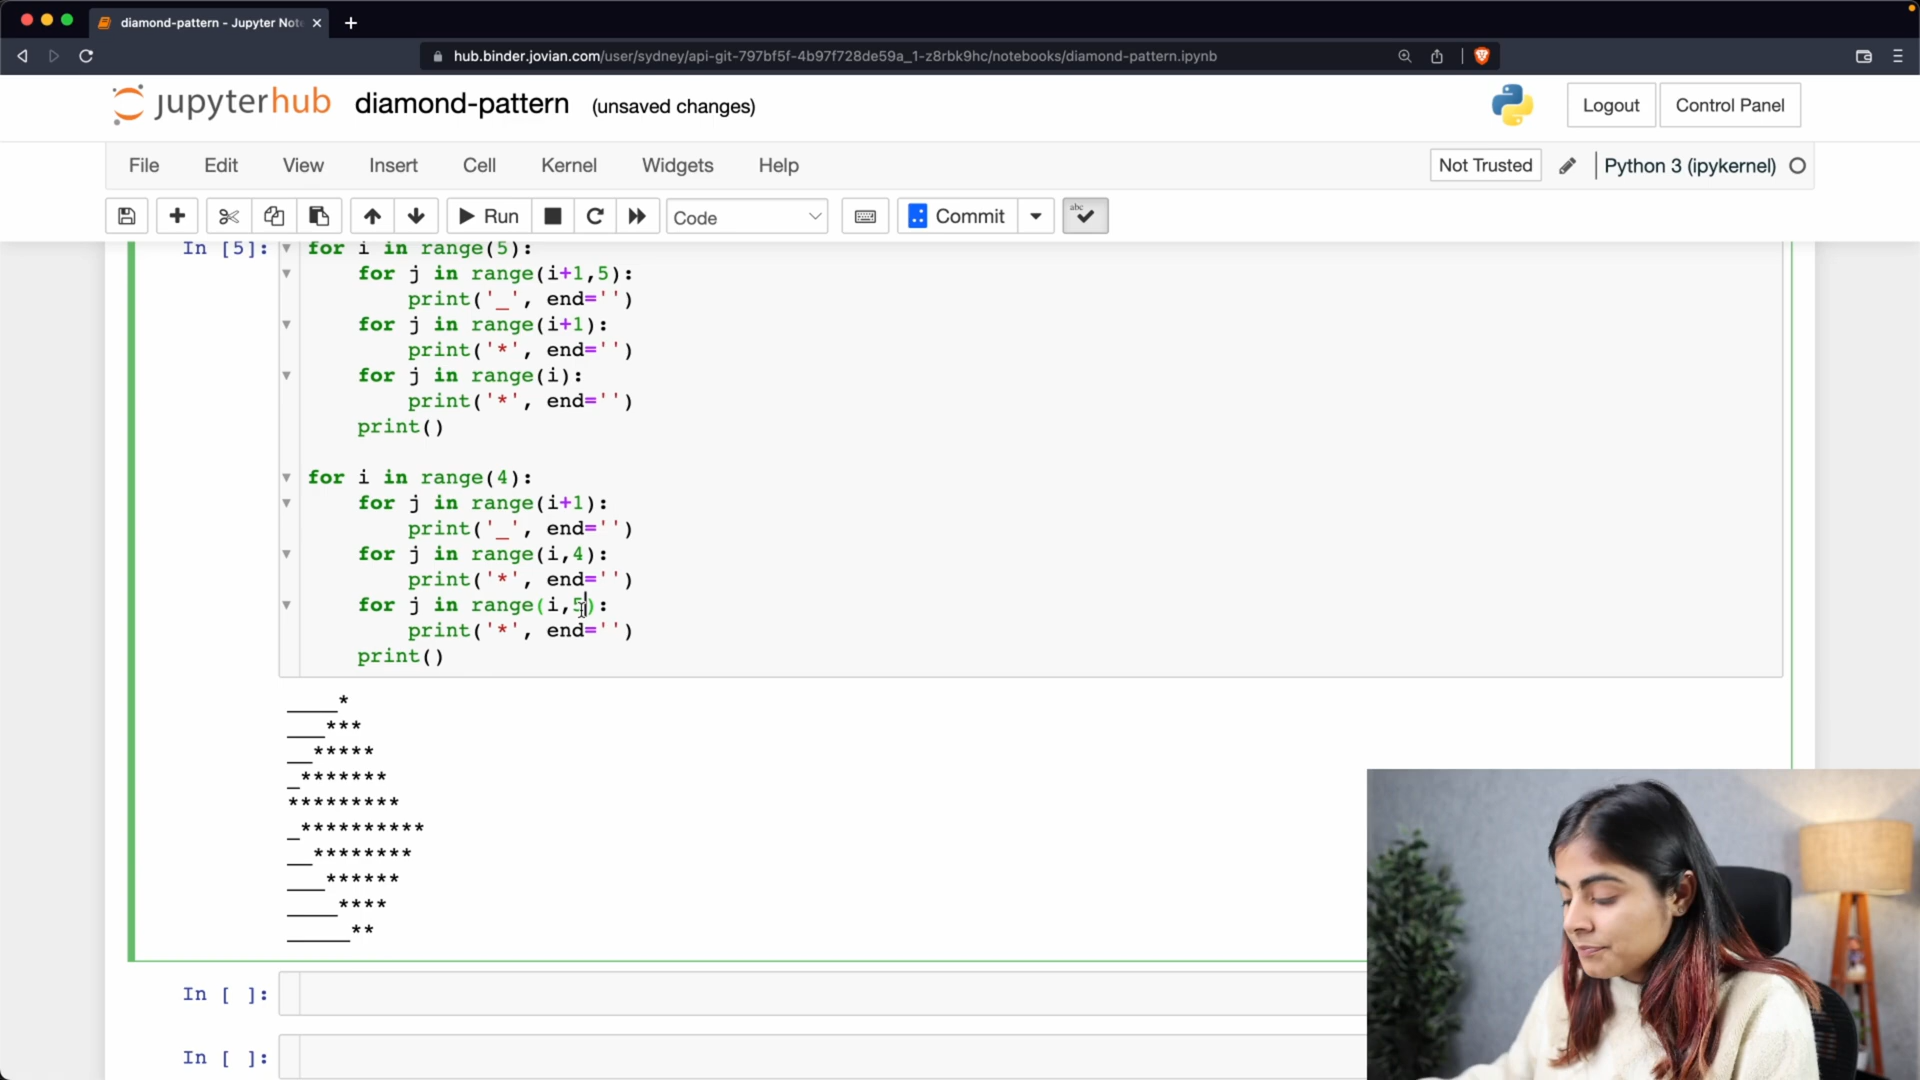 diamond-pattern - Jupyter Not
hub.binder.jovian.com/user/sydney/api-git-797bf5f-4b97f728de59a_1-z8rbk9hc/notebooks/diamond-pattern.ipynb
jupyterhub diamond-pattern (unsaved changes) Logout Control Panel
File Edit View Insert Cell Kernel Widgets Help Not Trusted Python 3 (ipykernel)
Run Code Commit abc
In [5]: for i in range(5):
for j in range(i+1,5):
print('_', end='')
for j in range(i+1):
print('*', end='')
for j in range(i):
print('*', end='')
print()
for i in range(4):
for j in range(i+1):
print('_', end='')
for j in range(i,4):
print('*', end='')
for j in range(i,5):
print('*', end='')
print()
____*
___***
__*****
_*******
*********
_**********
__********
___******
____****
_____**
In [ ]:
In [ ]: